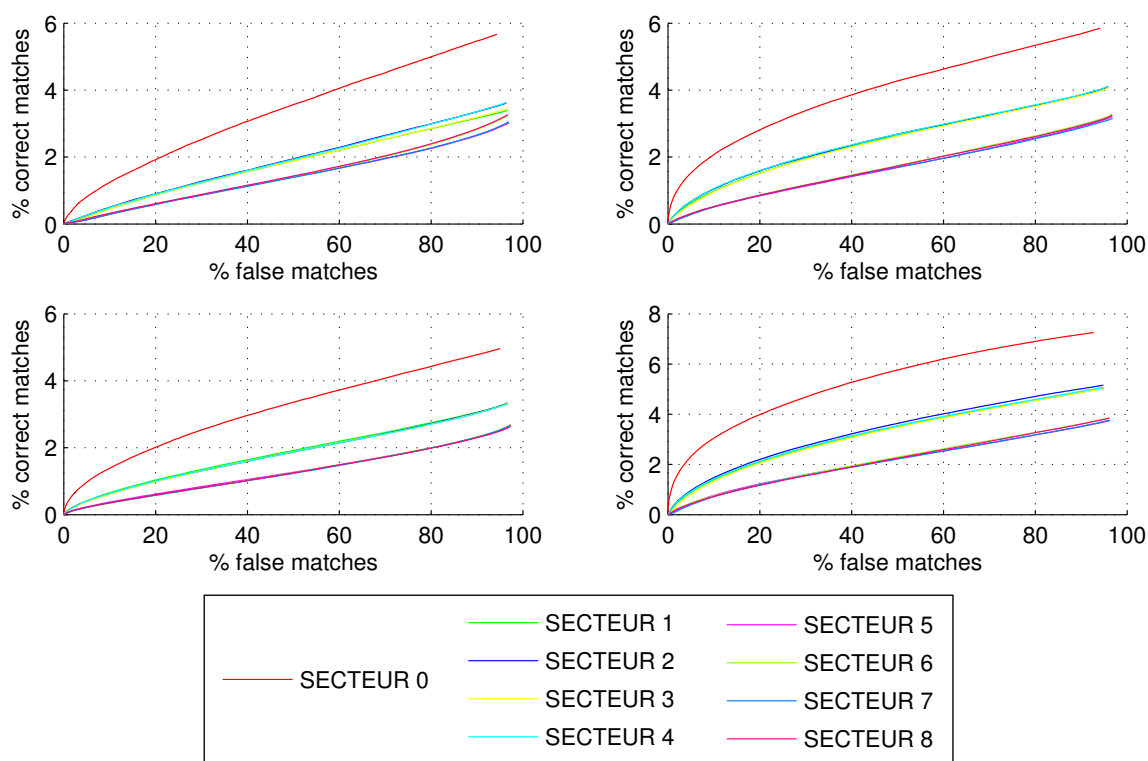 6
4
2
0
0
20
40
60
80
100
% correct matches
% false matches
6
4
2
0
0
20
40
60
80
100
% correct matches
% false matches
6
4
2
0
0
20
40
60
80
100
% correct matches
% false matches
8
6
4
2
0
0
20
40
60
80
100
% correct matches
% false matches
SECTEUR 0
SECTEUR 1
SECTEUR 2
SECTEUR 3
SECTEUR 4
SECTEUR 5
SECTEUR 6
SECTEUR 7
SECTEUR 8